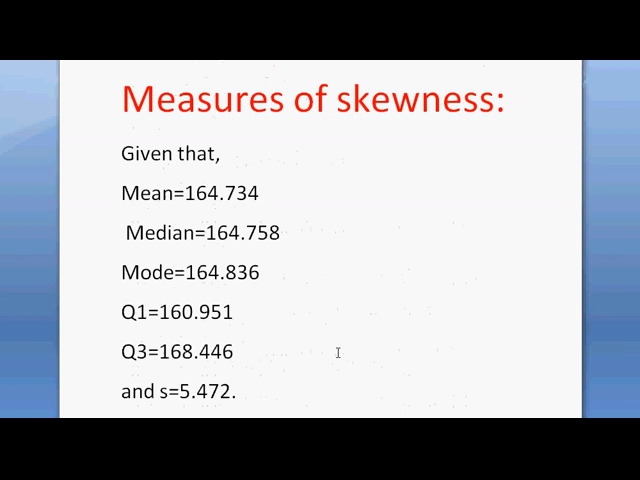 Measures of skewness:
Given that,
Mean=164.734
Median=164.758
Mode=164.836
Q1=160.951
Q3=168.446
and s=5.472.